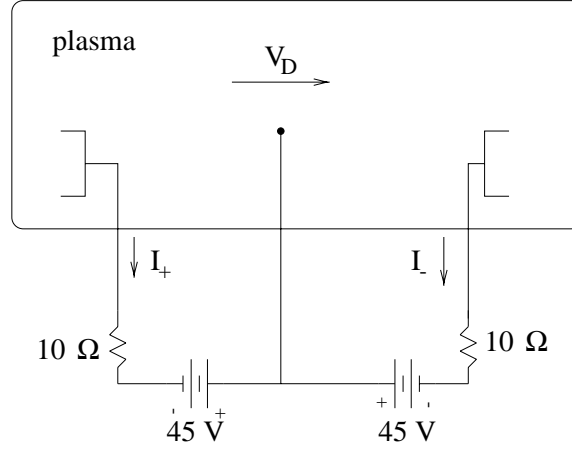 plasma
V_D
I_+
I_-
10 Ω
10 Ω
- +
+ -
45 V
45 V